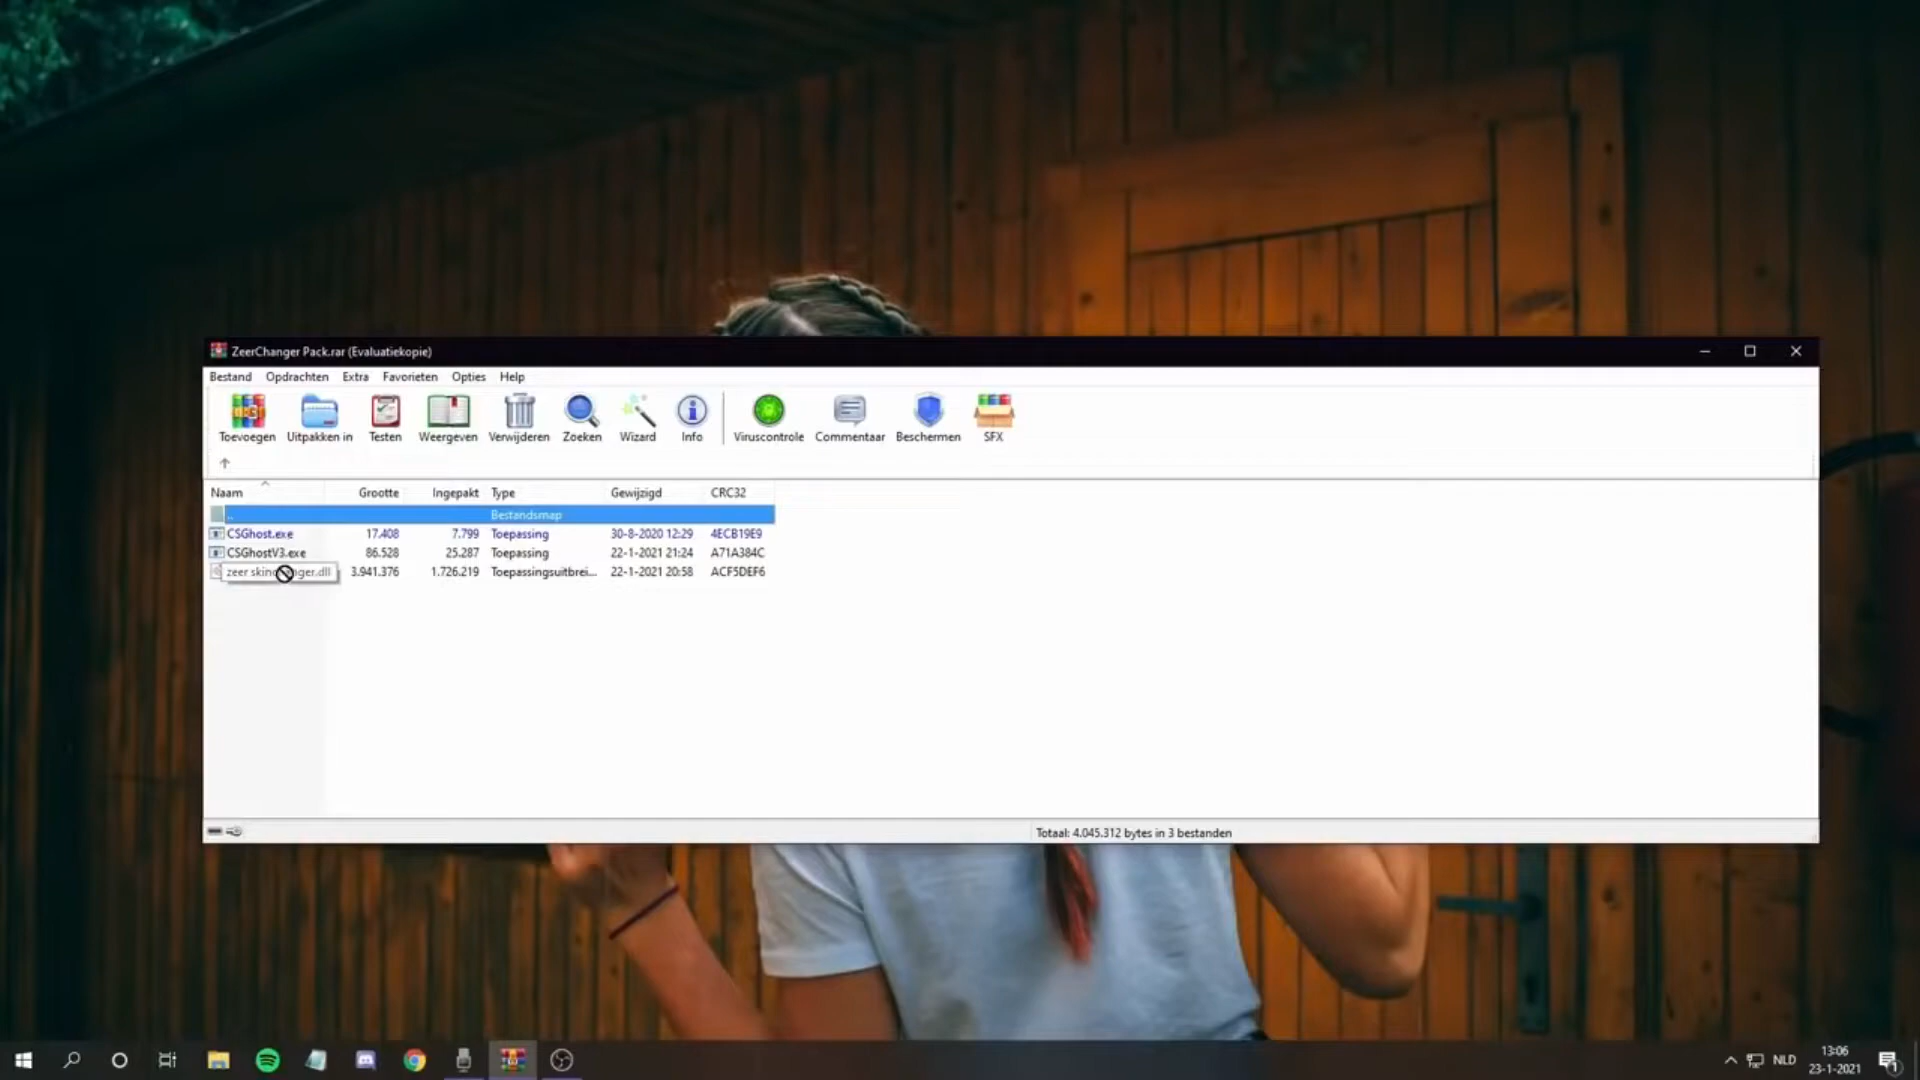 ZeerChanger Pack.rar (Evaluatiekopie)
Bestand Opdrachten Extra Favorieten Opties Help
Toevoegen Uitpakken in Testen Weergeven Verwijderen Zoeken Wizard Info Viruscontrole Commentaar Beschermen SFX
Naam Grootte Ingepakt Type Gewijzigd CRC32
.. Bestandsmap
CSGhost.exe 17.408 7.799 Toepassing 30-8-2020 12:29 4ECB19E9
CSGhostV3.exe 86.528 25.287 Toepassing 22-1-2021 21:24 A71A384C
zeer 3.941.376 1.726.219 Toepassingsuitbrei... 22-1-2021 20:58 ACF5DEF6
Totaal: 4.045.312 bytes in 3 bestanden
NLD
13:06
23-1-2021
1